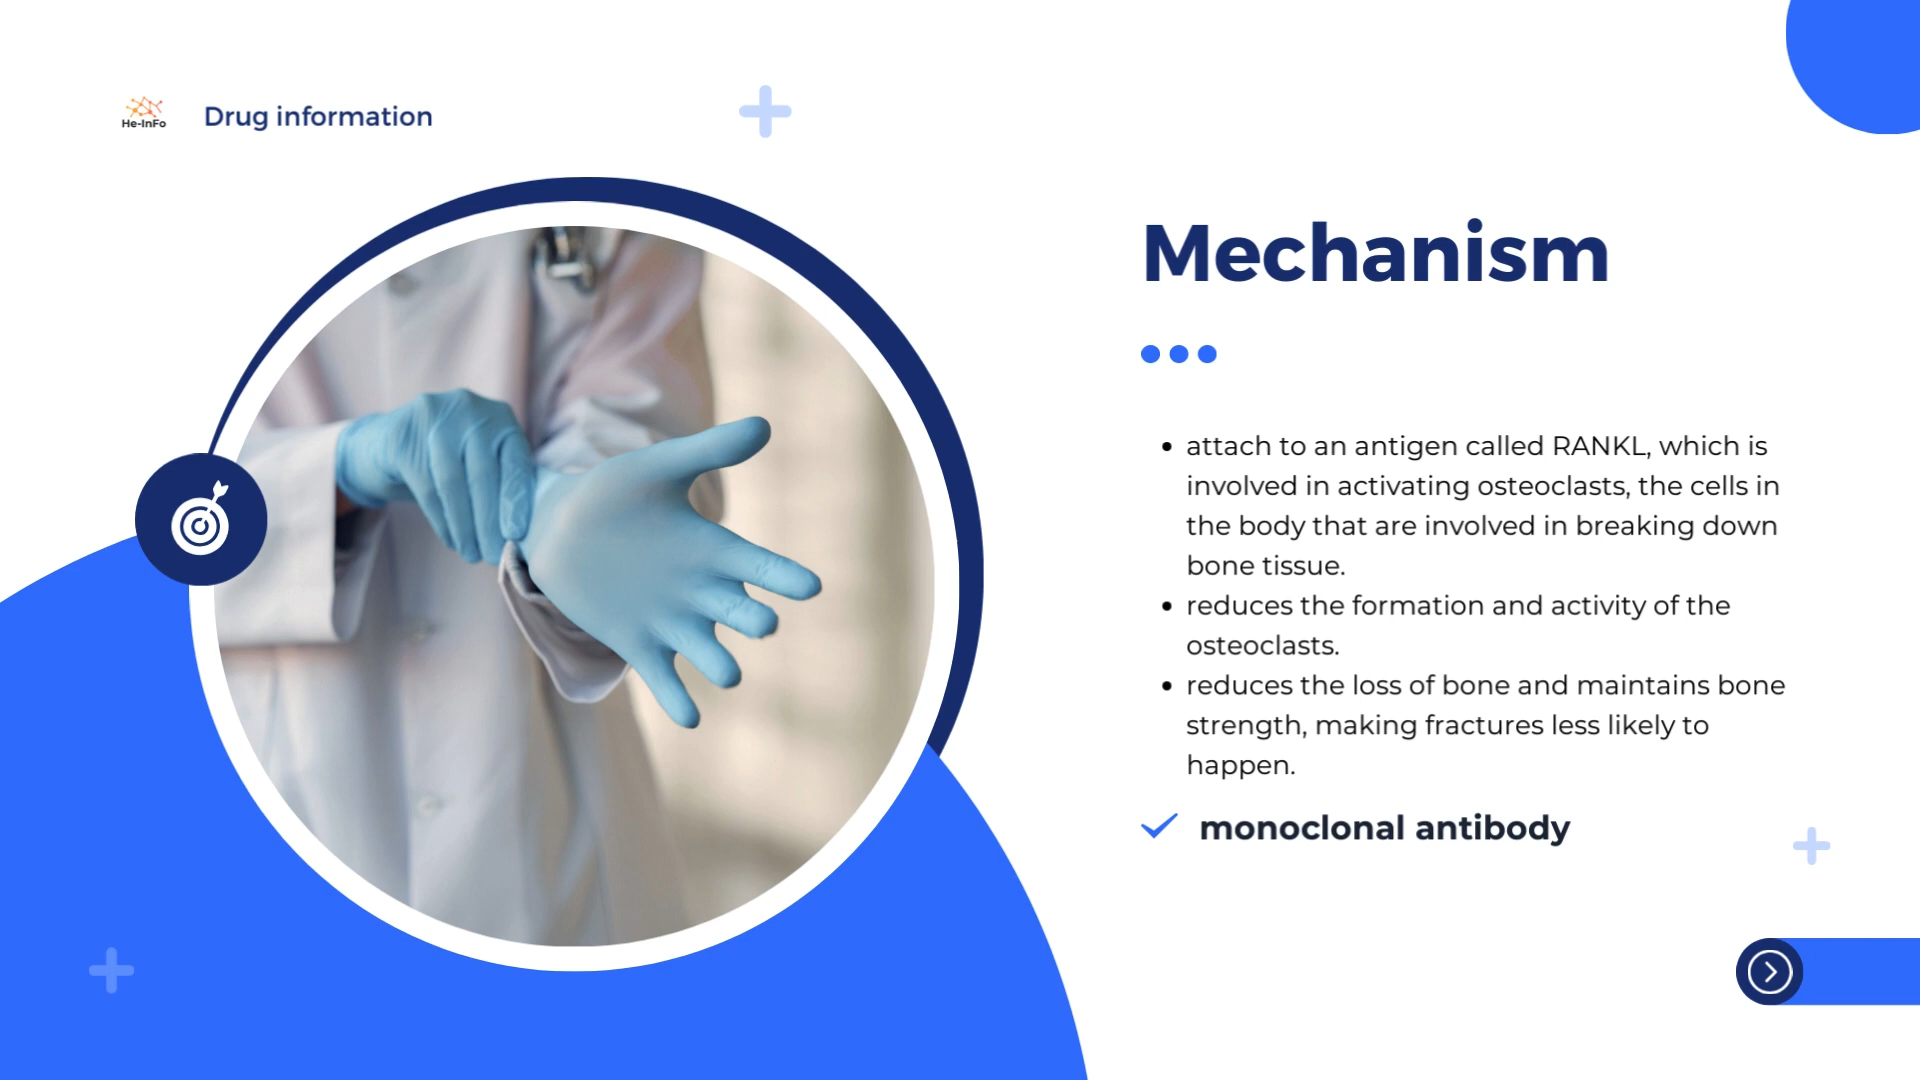 He-InFo
Drug information
Mechanism
• attach to an antigen called RANKL, which is
involved in activating osteoclasts, the cells in
the body that are involved in breaking down
bone tissue.
• reduces the formation and activity of the
osteoclasts.
• reduces the loss of bone and maintains bone
strength, making fractures less likely to
happen.
monoclonal antibody